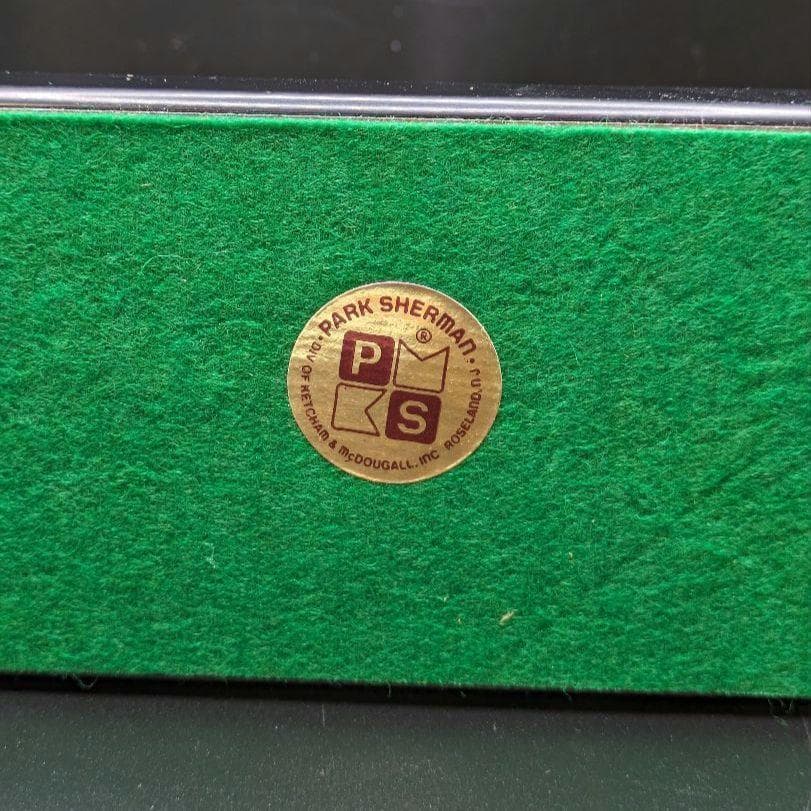 • PARK SHERMAN •
®
P
S
DIV. OF KETCHAM & McDOUGALL, INC ROSELAND, N J